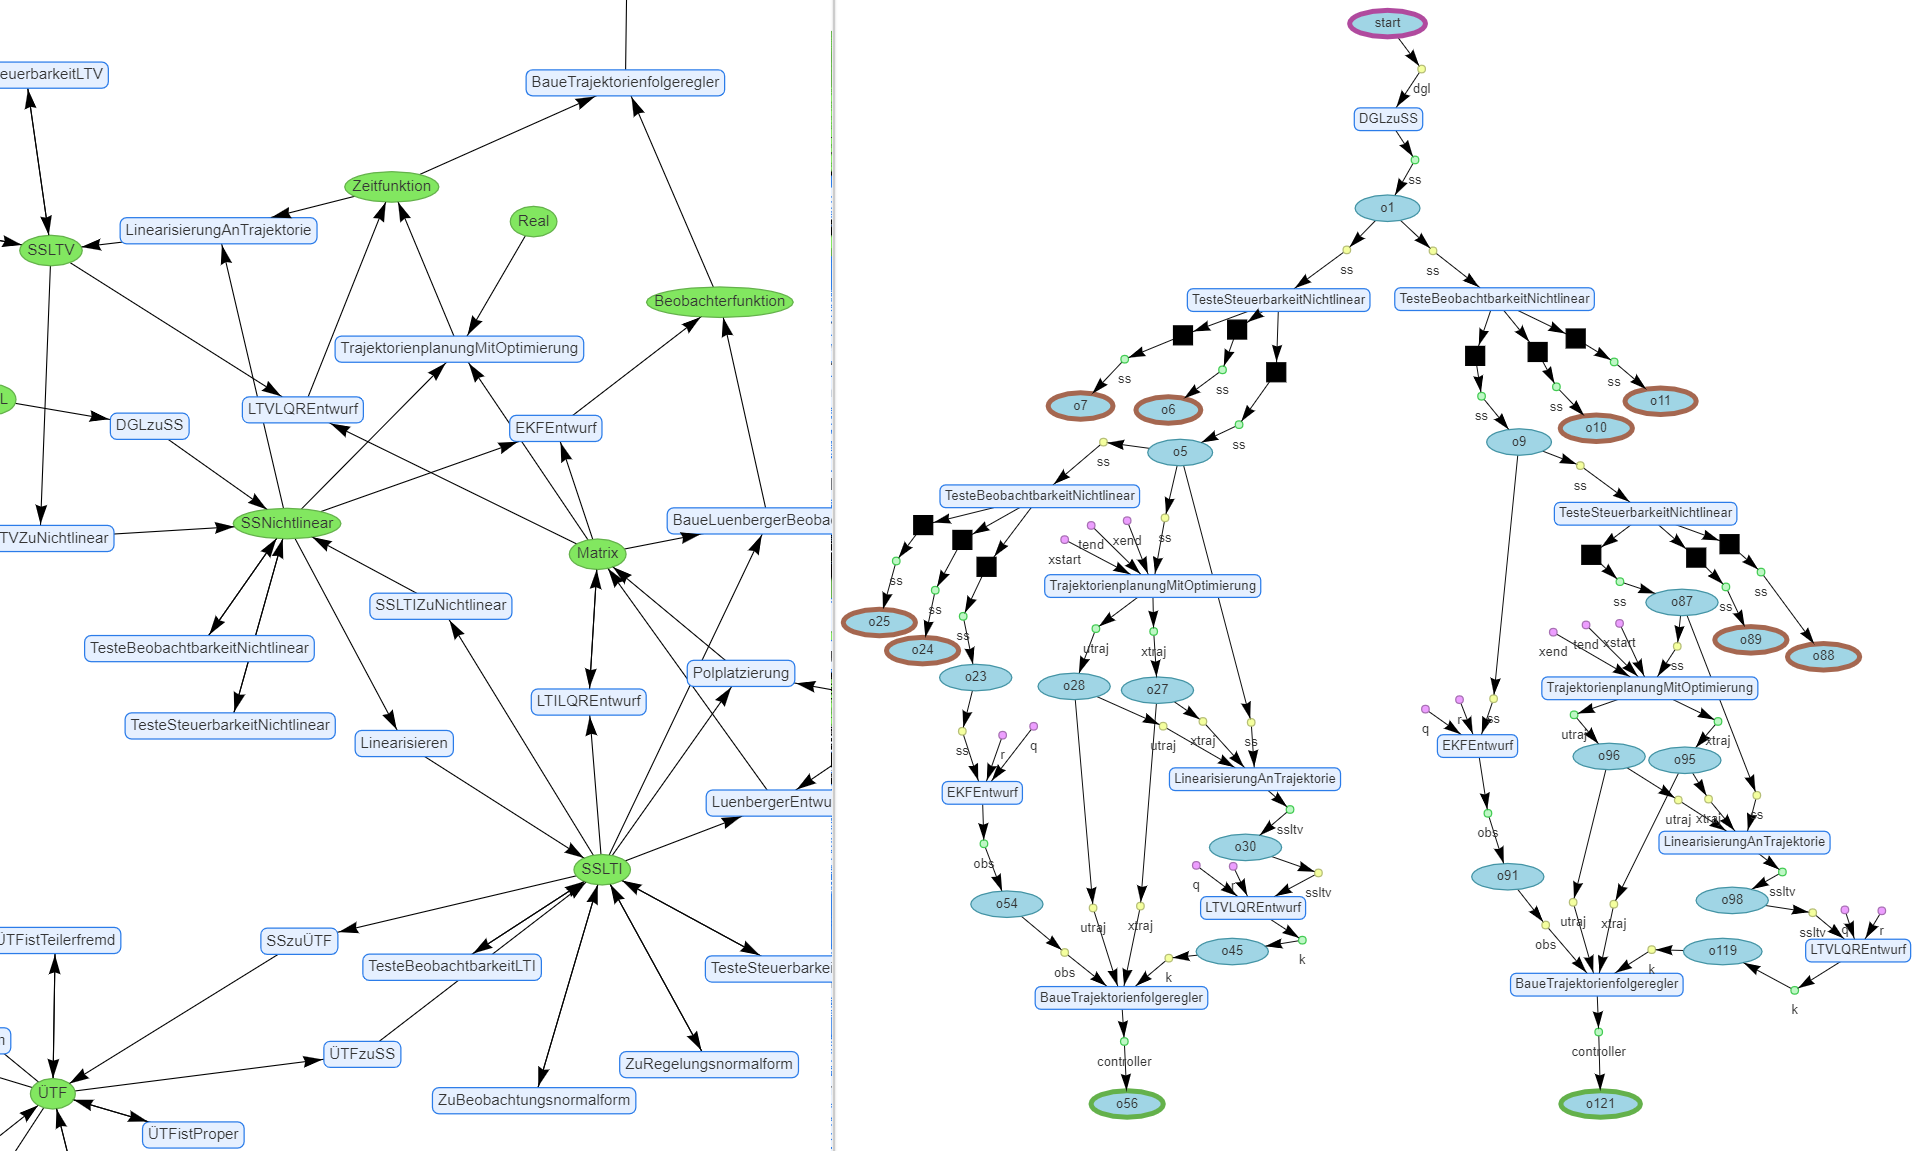 euerbarkeitLTV
BaueTrajektorienfolgeregler
Zeitfunktion
Real
LinearisierungAnTrajektorie
SSLTV
Beobachterfunktion
TrajektorienplanungMitOptimierung
L
LTVLQREntwurf
DGLzuSS
EKFEntwurf
SSNichtlinear
BaueLuenbergerBeoba
TVZuNichtlinear
Matrix
SSLTIZuNichtlinear
TesteBeobachtbarkeitNichtlinear
Polplatzierung
LTILQREntwurf
TesteSteuerbarkeitNichtlinear
Linearisieren
LuenbergerEntwu
SSLTI
ÜTFistTeilerfremd
SSzuÜTF
TesteBeobachtbarkeitLTI
TesteSteuerbarke
n
ÜTFzuSS
ZuRegelungsnormalform
ÜTF
ZuBeobachtungsnormalform
ÜTFistProper
start
dgl
DGLzuSS
ss
o1
ss
ss
TesteSteuerbarkeitNichtlinear
TesteBeobachtbarkeitNichtlinear
ss
ss
ss
o7
o6
ss
o5
ss
TesteBeobachtbarkeitNichtlinear
xstart
tend
xend
ss
TrajektorienplanungMitOptimierung
ss
ss
ss
o25
o24
o23
utraj
xtraj
o28
o27
ss
r
q
EKFEntwurf
utraj
xtraj
ss
LinearisierungAnTrajektorie
ssltv
o30
obs
o54
q
ssltv
LTVLQREntwurf
utraj
xtraj
o45
k
obs
k
BaueTrajektorienfolgeregler
controller
o56
ss
ss
ss
o11
o10
o9
ss
TesteSteuerbarkeitNichtlinear
ss
ss
ss
o87
o89
o88
xend
tend
xstart
ss
TrajektorienplanungMitOptimierung
q
r
ss
EKFEntwurf
utraj
xtraj
o96
o95
utraj
xtraj
ss
LinearisierungAnTrajektorie
obs
o91
ssltv
o98
ssltv
q
r
LTVLQREntwurf
utraj
xtraj
obs
k
o119
k
BaueTrajektorienfolgeregler
controller
o121